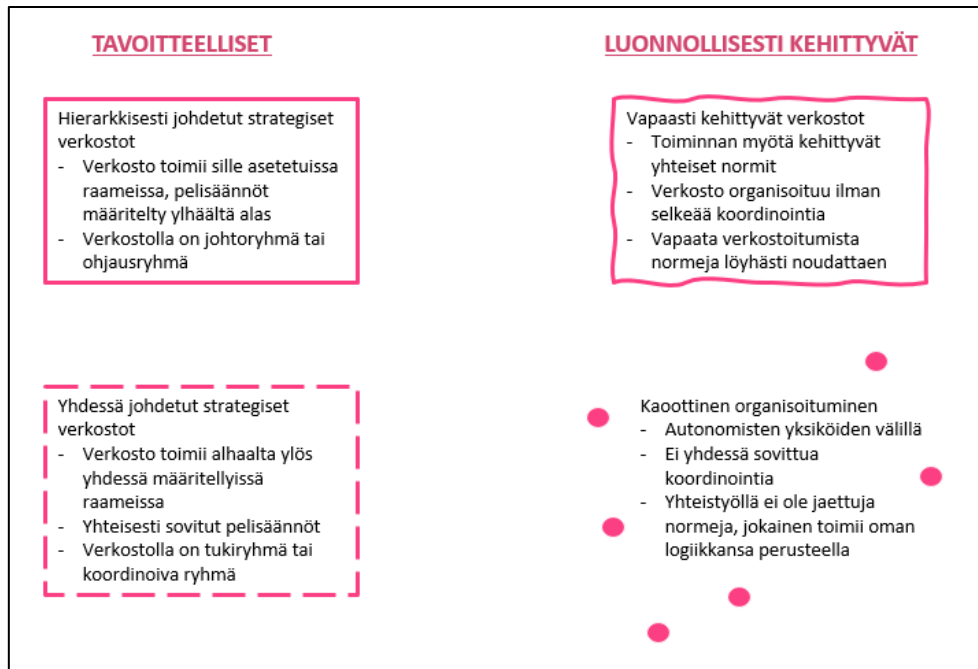 TAVOITTEELLISET
Hierarkkisesti johdetut strategiset
verkostot
- Verkosto toimii sille asetetuissa
raameissa, pelisäännöt
määritelty ylhäältä alas
- Verkostolla on johtoryhmä tai
ohjausryhmä
Yhdessä johdetut strategiset
verkostot
- Verkosto toimii alhaalta ylös
yhdessä määritellyissä
raameissa
- Yhteisesti sovitut pelisäännöt
- Verkostolla on tukiryhmä tai
koordinoiva ryhmä
LUONNOLLISESTI KEHITTYVÄT
Vapaasti kehittyvät verkostot
- Toiminnan myötä kehittyvät
yhteiset normit
- Verkosto organisoituu ilman
selkeää koordinointia
- Vapaata verkostoitumista
normeja löyhästi noudattaen
Kaoottinen organisoituminen
- Autonomisten yksiköiden välillä
- Ei yhdessä sovittua
koordinointia
- Yhteistyöllä ei ole jaettuja
normeja, jokainen toimii oman
logiikkansa perusteella